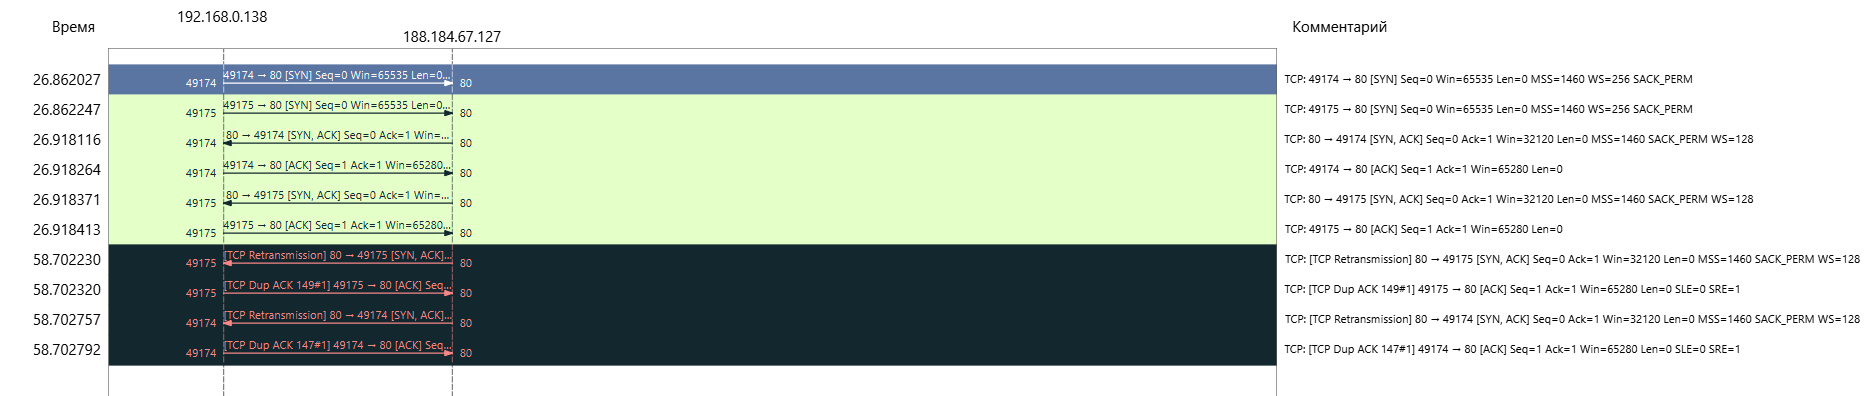 192.168.0.138
Время
Комментарий
188.184.67.127
26.862027 49174 49174 → 80 [SYN] Seq=0 Win=65535 Len=0... 80 TCP: 49174 → 80 [SYN] Seq=0 Win=65535 Len=0 MSS=1460 WS=256 SACK_PERM
26.862247 49175 49175 → 80 [SYN] Seq=0 Win=65535 Len=0... 80 TCP: 49175 → 80 [SYN] Seq=0 Win=65535 Len=0 MSS=1460 WS=256 SACK_PERM
26.918116 49174 80 → 49174 [SYN, ACK] Seq=0 Ack=1 Win=... 80 TCP: 80 → 49174 [SYN, ACK] Seq=0 Ack=1 Win=32120 Len=0 MSS=1460 SACK_PERM WS=128
26.918264 49174 49174 → 80 [ACK] Seq=1 Ack=1 Win=65280... 80 TCP: 49174 → 80 [ACK] Seq=1 Ack=1 Win=65280 Len=0
26.918371 49175 80 → 49175 [SYN, ACK] Seq=0 Ack=1 Win=... 80 TCP: 80 → 49175 [SYN, ACK] Seq=0 Ack=1 Win=32120 Len=0 MSS=1460 SACK_PERM WS=128
26.918413 49175 49175 → 80 [ACK] Seq=1 Ack=1 Win=65280... 80 TCP: 49175 → 80 [ACK] Seq=1 Ack=1 Win=65280 Len=0
58.702230 49175 [TCP Retransmission] 80 → 49175 [SYN, ACK]... 80 TCP: [TCP Retransmission] 80 → 49175 [SYN, ACK] Seq=0 Ack=1 Win=32120 Len=0 MSS=1460 SACK_PERM WS=128
58.702320 49175 [TCP Dup ACK 149#1] 49175 → 80 [ACK] Seq... 80 TCP: [TCP Dup ACK 149#1] 49175 → 80 [ACK] Seq=1 Ack=1 Win=65280 Len=0 SLE=0 SRE=1
58.702757 49174 [TCP Retransmission] 80 → 49174 [SYN, ACK]... 80 TCP: [TCP Retransmission] 80 → 49174 [SYN, ACK] Seq=0 Ack=1 Win=32120 Len=0 MSS=1460 SACK_PERM WS=128
58.702792 49174 [TCP Dup ACK 147#1] 49174 → 80 [ACK] Seq... 80 TCP: [TCP Dup ACK 147#1] 49174 → 80 [ACK] Seq=1 Ack=1 Win=65280 Len=0 SLE=0 SRE=1